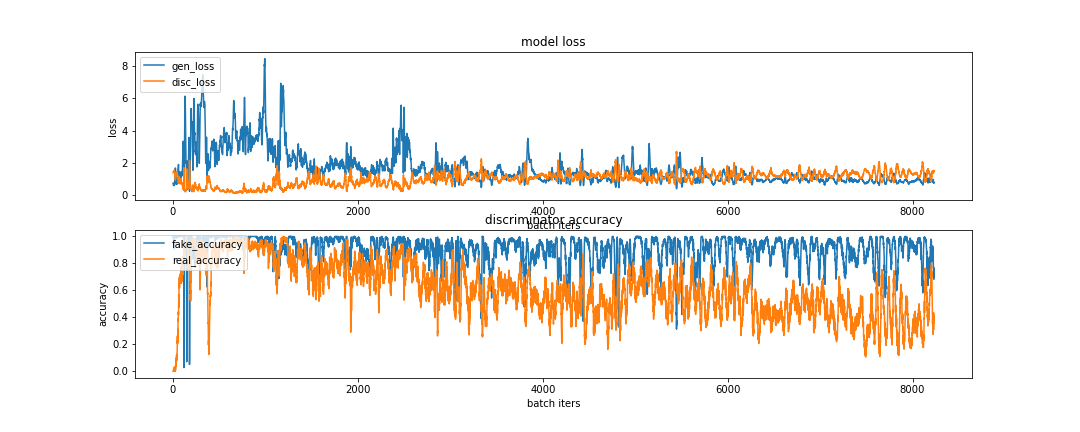 model loss
gen_loss
disc_loss
8
6
4
2
0
loss
0 2000 4000 6000 8000
batch iters
discriminator accuracy
fake_accuracy
real_accuracy
1.0
0.8
0.6
0.4
0.2
0.0
accuracy
0 2000 4000 6000 8000
batch iters